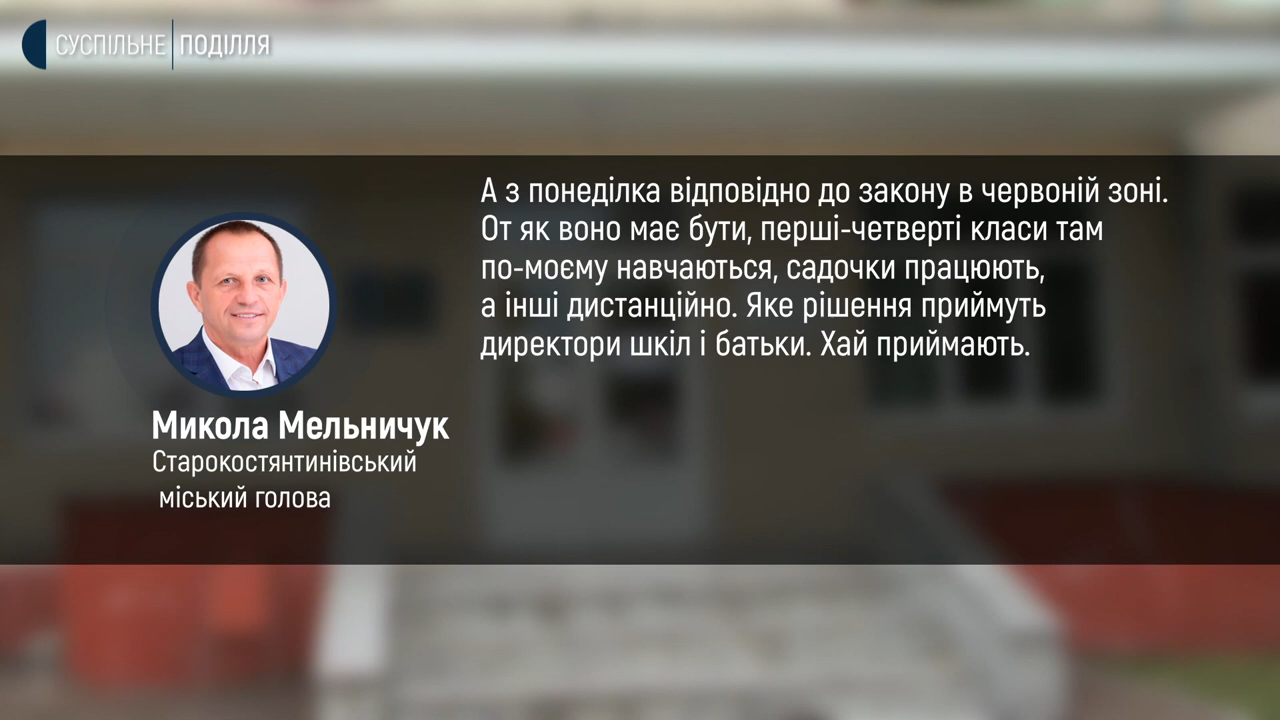 СУСПІЛЬНЕ ПОДІЛЛЯ
А з понеділка відповідно до закону в червоній зоні.
От як воно має бути, перші-четверті класи там
по-моєму навчаються, садочки працюють,
а інші дистанційно. Яке рішення приймуть
директори шкіл і батьки. Хай приймають.
Микола Мельничук
Старокостянтинівський
міський голова